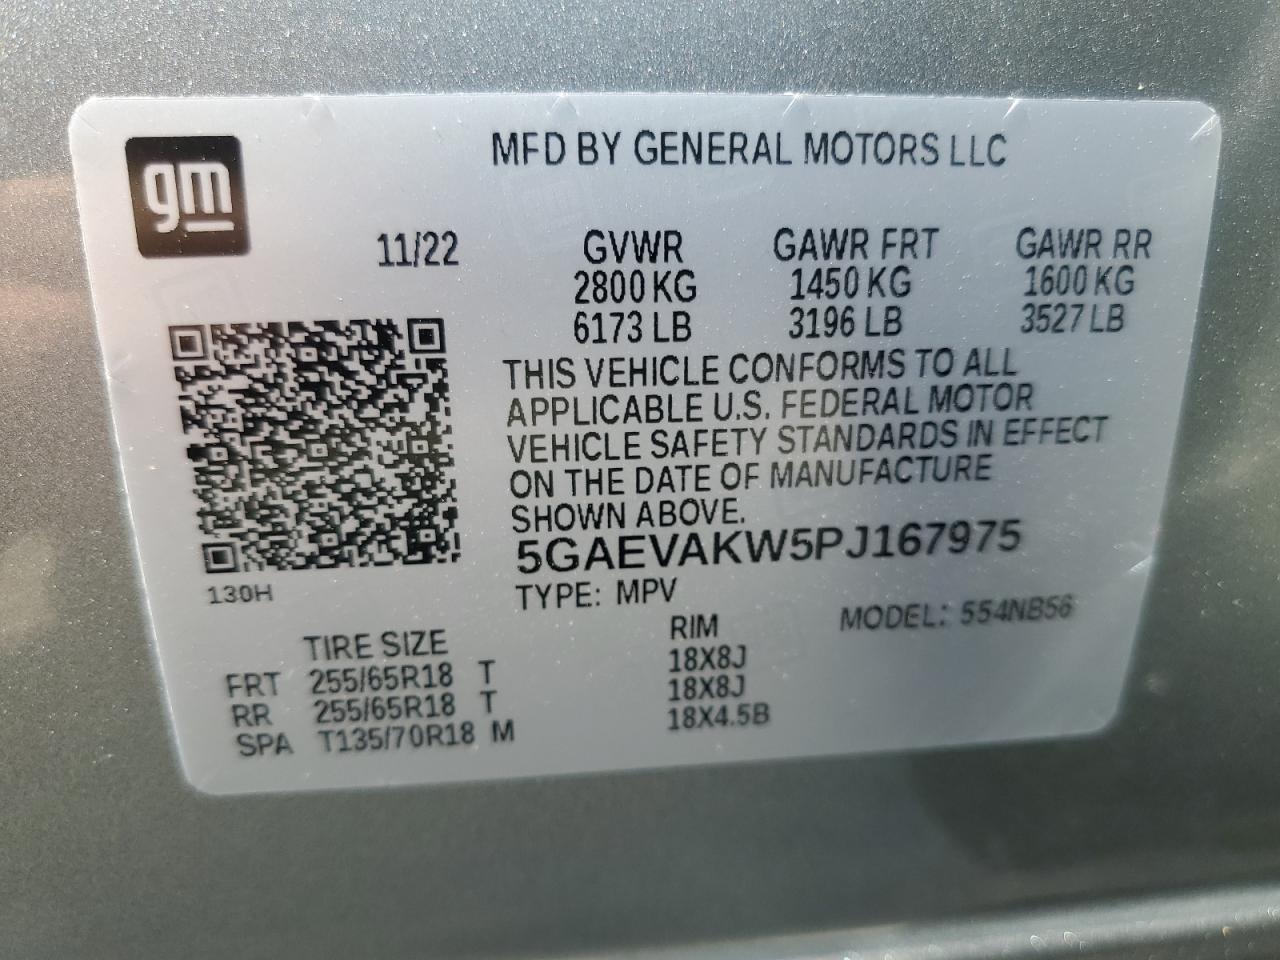 gm
MFD BY GENERAL MOTORS LLC
11/22 GVWR GAWR FRT GAWR RR
2800 KG 1450 KG 1600 KG
6173 LB 3196 LB 3527 LB
THIS VEHICLE CONFORMS TO ALL
APPLICABLE U.S. FEDERAL MOTOR
VEHICLE SAFETY STANDARDS IN EFFECT
ON THE DATE OF MANUFACTURE
SHOWN ABOVE.
5GAEVAKW5PJ167975
130H
TYPE: MPV MODEL: 554NB56
TIRE SIZE RIM
FRT 255/65R18 T 18X8J
RR 255/65R18 T 18X8J
SPA T135/70R18 M 18X4.5B